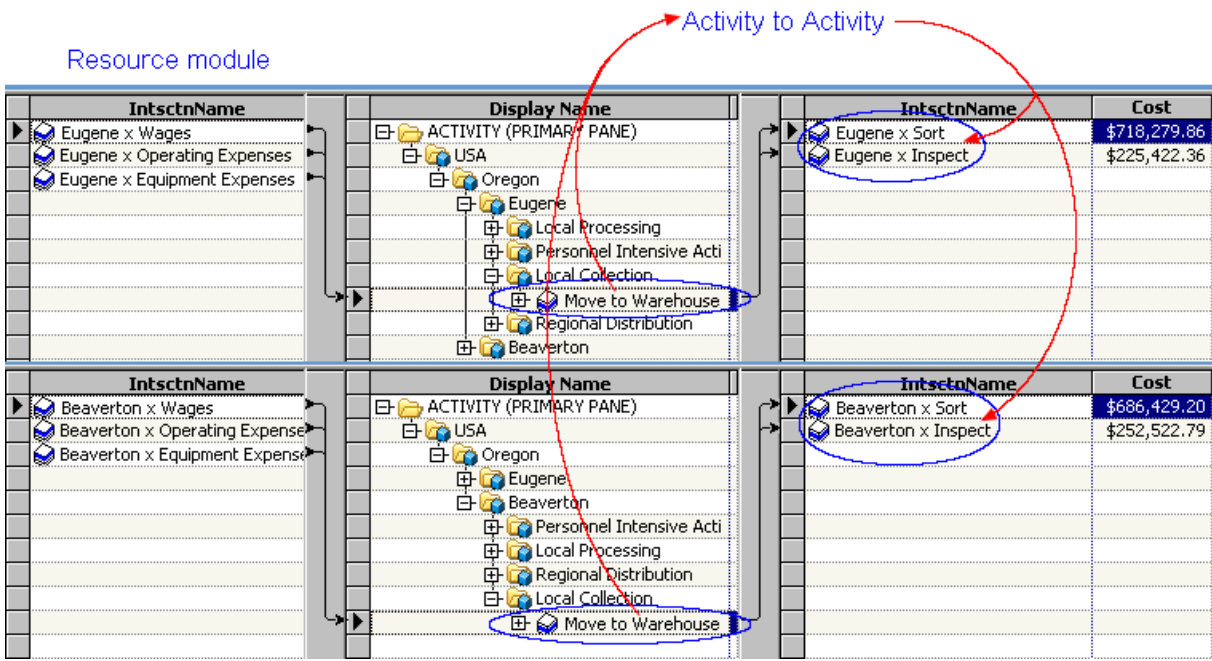 Activity to Activity
Resource module
IntsctnName Display Name IntsctnName Cost
Eugene x Wages ACTIVITY (PRIMARY PANE) Eugene x Sort $718,279.86
Eugene x Operating Expenses USA Eugene x Inspect $225,422.36
Eugene x Equipment Expenses Oregon
Eugene
Local Processing
Personnel Intensive Acti
Local Collection
Move to Warehouse
Regional Distribution
Beaverton
IntsctnName Display Name IntsctnName Cost
Beaverton x Wages ACTIVITY (PRIMARY PANE) Beaverton x Sort $686,429.20
Beaverton x Operating Expense USA Beaverton x Inspect $252,522.79
Beaverton x Equipment Expense Oregon
Eugene
Beaverton
Personnel Intensive Acti
Local Processing
Regional Distribution
Local Collection
Move to Warehouse